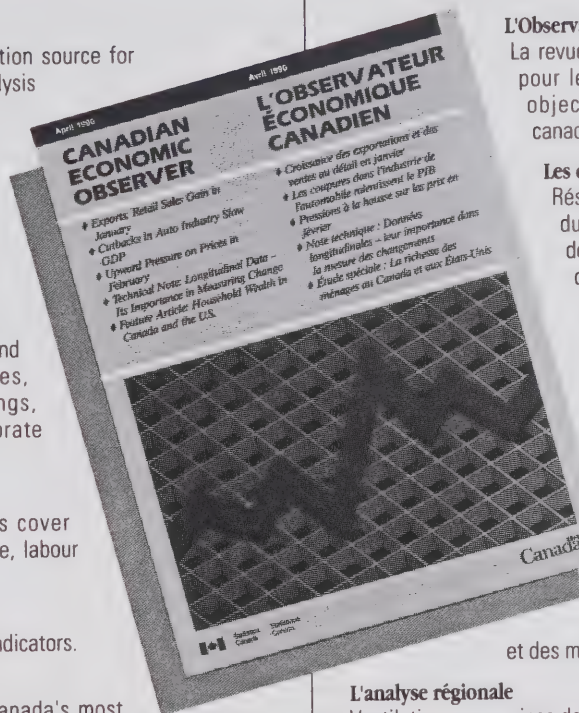 tion source for
lysis
nd
es,
ngs,
orate
s cover
e, labour
ndicators.
anada's most
April 1990
CANADIAN
ECONOMIC
OBSERVER
♦ Exports, Retail Sales Gain in
January
♦ Cutbacks in Auto Industry Slow
GDP
♦ Upward Pressure on Prices in
February
♦ Technical Note: Longitudinal Data –
Its Importance in Measuring Change
♦ Feature Article: Household Wealth in
Canada and the U.S.
Avril 1990
L'OBSERVATEUR
ÉCONOMIQUE
CANADIEN
♦ Croissance des exportations et des
ventes au détail en janvier
♦ Les coupures dans l'industrie de
l'automobile ralentissent le PIB
♦ Pressions à la hausse sur les prix en
février
♦ Note technique : Données
longitudinales – leur importance dans
la mesure des changements
♦ Étude spéciale : La richesse des
ménages au Canada et aux États-Unis
Statistics Statistique
Canada Canada
Canada
L'Observ
La revue
pour le
objec
canad
Les
Rés
du
de
et des m
L'analyse régionale